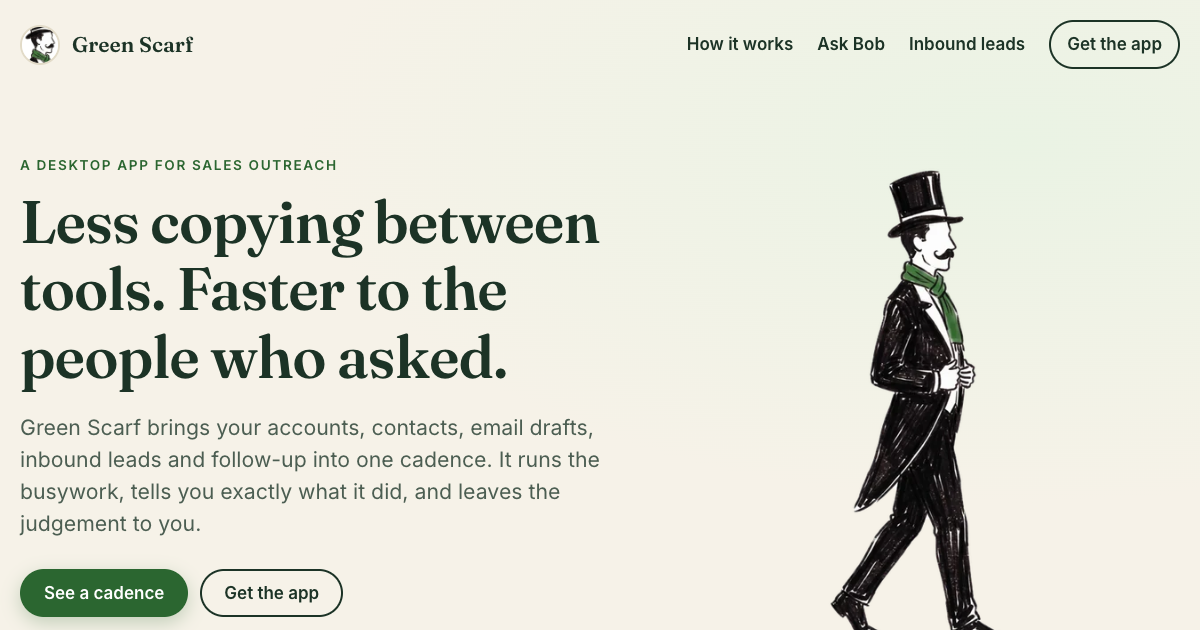 Green Scarf
How it works
Ask Bob
Inbound leads
Get the app
A DESKTOP APP FOR SALES OUTREACH
Less copying between
tools. Faster to the
people who asked.
Green Scarf brings your accounts, contacts, email drafts,
inbound leads and follow-up into one cadence. It runs the
busywork, tells you exactly what it did, and leaves the
judgement to you.
See a cadence
Get the app